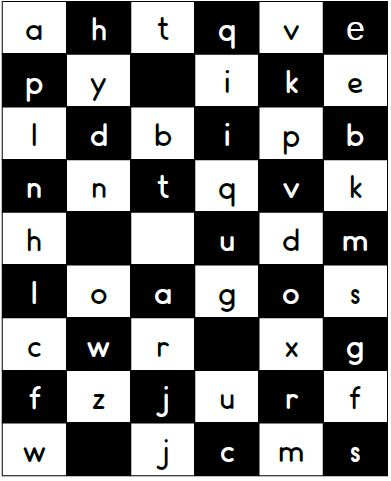 a h t q v e
p y i k e
l d b i p b
n n t q v k
h u d m
l o a g o s
c w r x g
f z j u r f
w j c m s